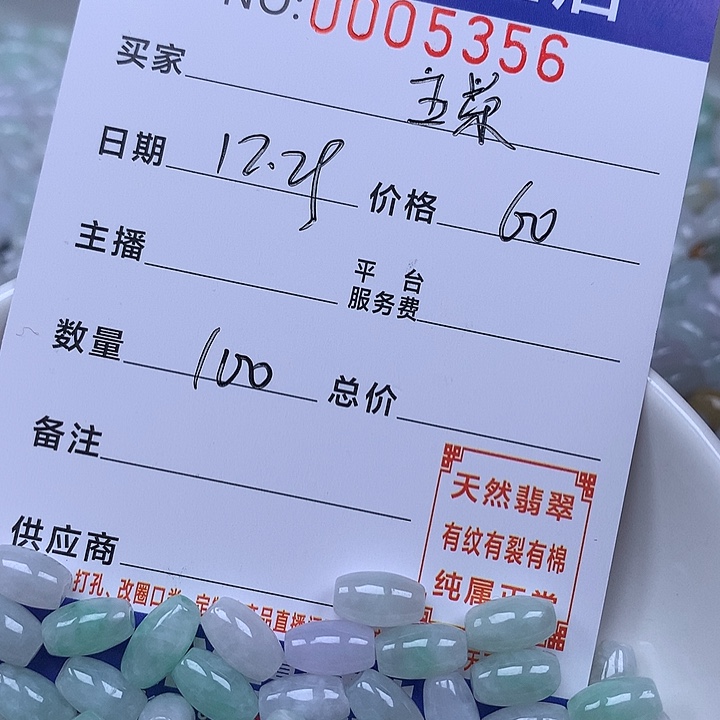 NO:0005356
买家
日期 12.29 价格 60
主播 平台服务费
数量 100 总价
备注
供应商
天然翡翠
有纹有裂有棉
纯属正常
打孔、改圈口类